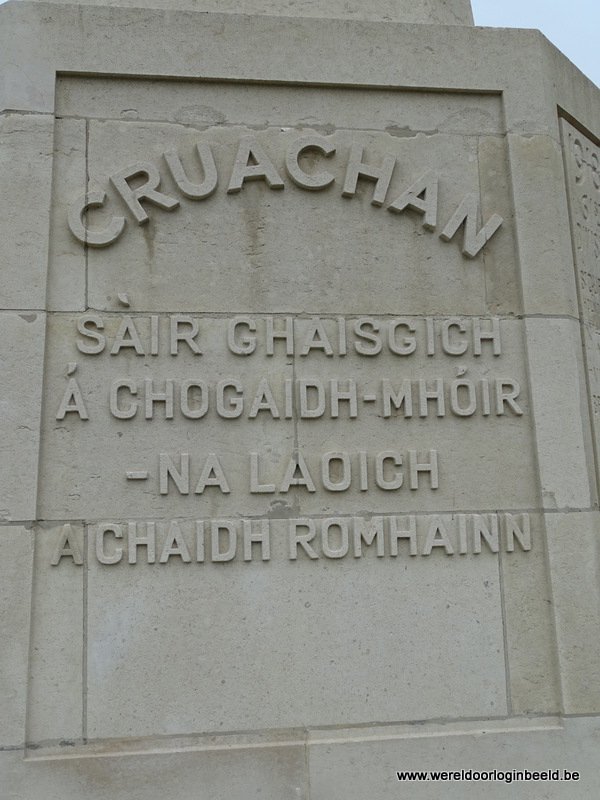 CRUACHAN
SÀIR GHAISGICH
Á CHOGAIDH-MHÓIR
-NA LAOICH
A CHAIDH ROMHAINN
www.wereldoorloginbeeld.be